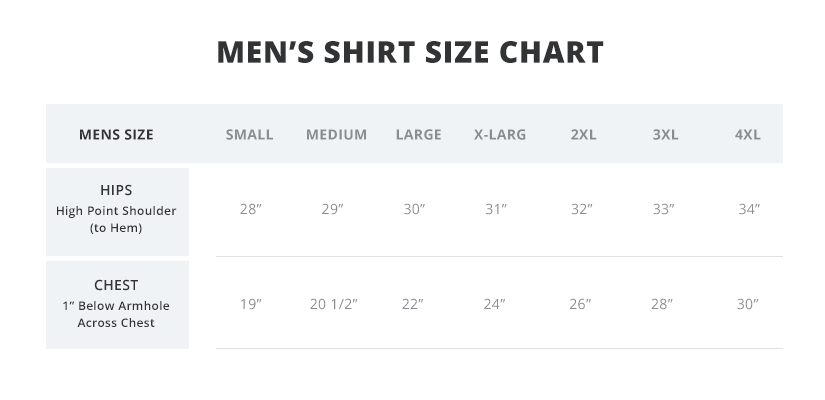 MEN’S SHIRT SIZE CHART
MENS SIZE SMALL MEDIUM LARGE X-LARG 2XL 3XL 4XL
HIPS
High Point Shoulder
(to Hem)
28” 29” 30” 31” 32” 33” 34”
CHEST
1” Below Armhole
Across Chest
19” 20 1/2” 22” 24” 26” 28” 30”